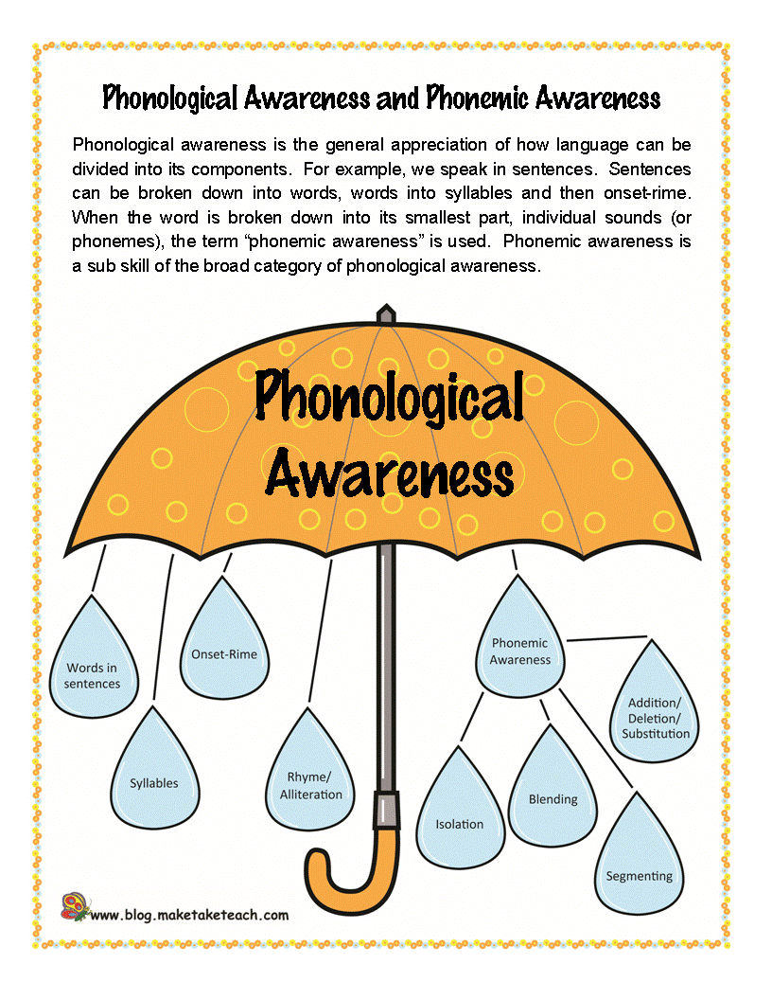 Phonological Awareness and Phonemic Awareness
Phonological awareness is the general appreciation of how language can be
divided into its components.  For example, we speak in sentences.  Sentences
can be broken down into words, words into syllables and then onset-rime.
When the word is broken down into its smallest part, individual sounds (or
phonemes), the term “phonemic awareness” is used.  Phonemic awareness is
a sub skill of the broad category of phonological awareness.
Phonological
Awareness
Words in
sentences
Syllables
Onset-Rime
Rhyme/
Alliteration
Phonemic
Awareness
Isolation
Blending
Segmenting
Addition/
Deletion/
Substitution
www.blog.maketaketeach.com